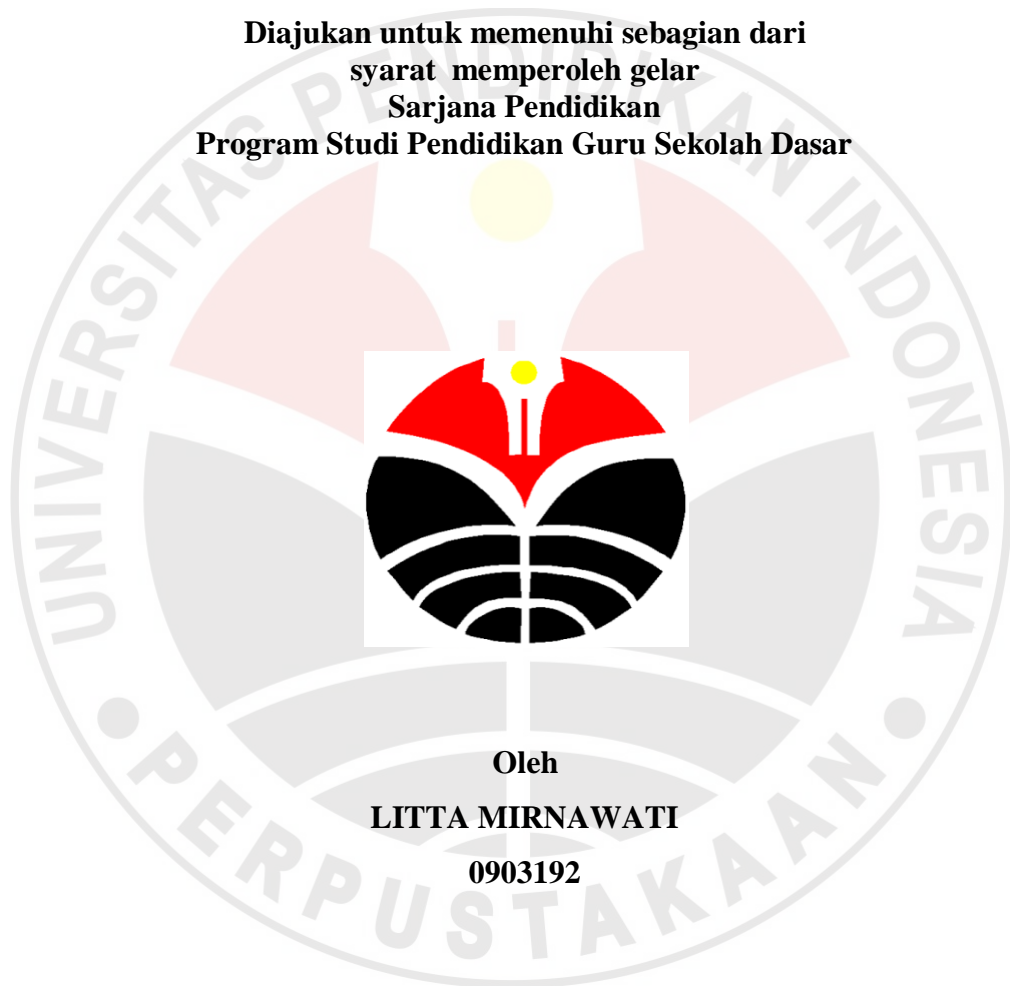 Diajukan untuk memenuhi sebagian dari
syarat memperoleh gelar
Sarjana Pendidikan
Program Studi Pendidikan Guru Sekolah Dasar
UNIVERSITAS PENDIDIKAN INDONESIA
Oleh
LITTA MIRNAWATI
0903192
PERPUSTAKAAN